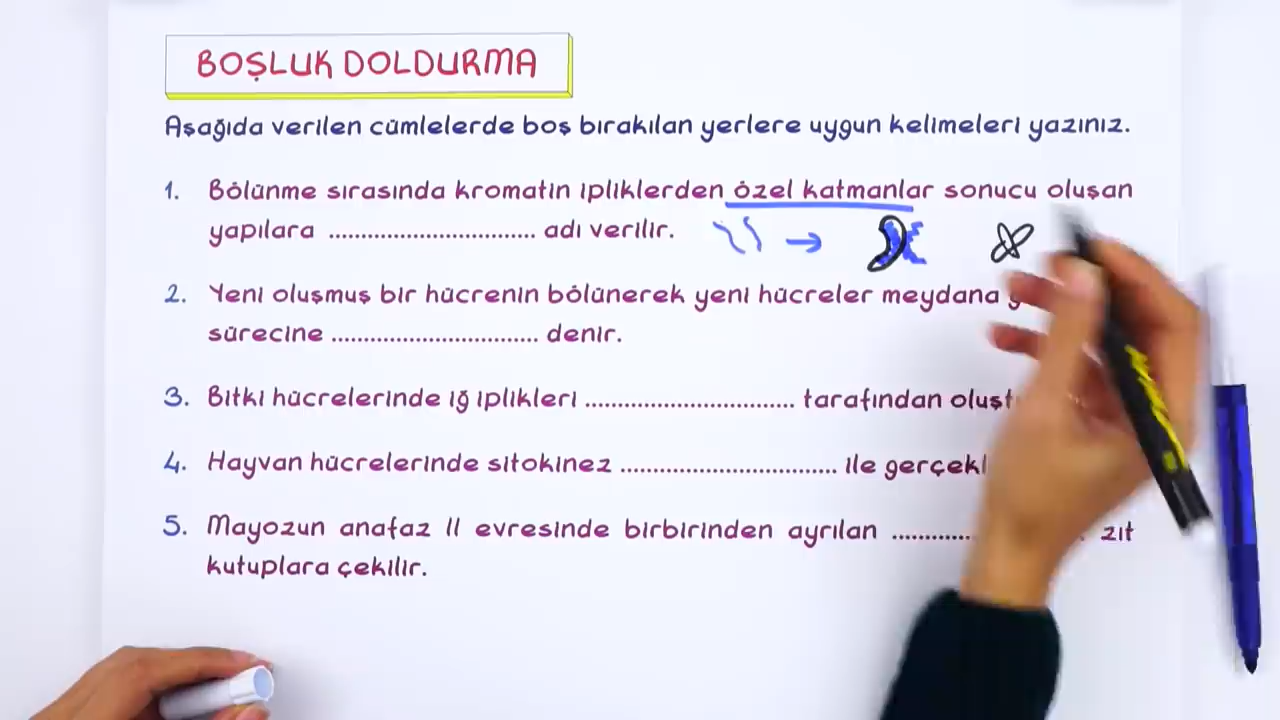 BOŞLUK DOLDURMA
Aşağıda verilen cümlelerde boş bırakılan yerlere uygun kelimeleri yazınız.
1. Bölünme sırasında kromatin ipliklerden özel katmanlar sonucu oluşan
yapılara .................................. adı verilir.
2. Yeni oluşmuş bir hücrenin bölünerek yeni hücreler meydana
sürecine .................................. denir.
3. Bitki hücrelerinde iğ iplikleri .................................. tarafından
4. Hayvan hücrelerinde sitokinez .................................. ile
5. Mayozun anafaz II evresinde birbirinden ayrılan ............. zıt
kutuplara çekilir.